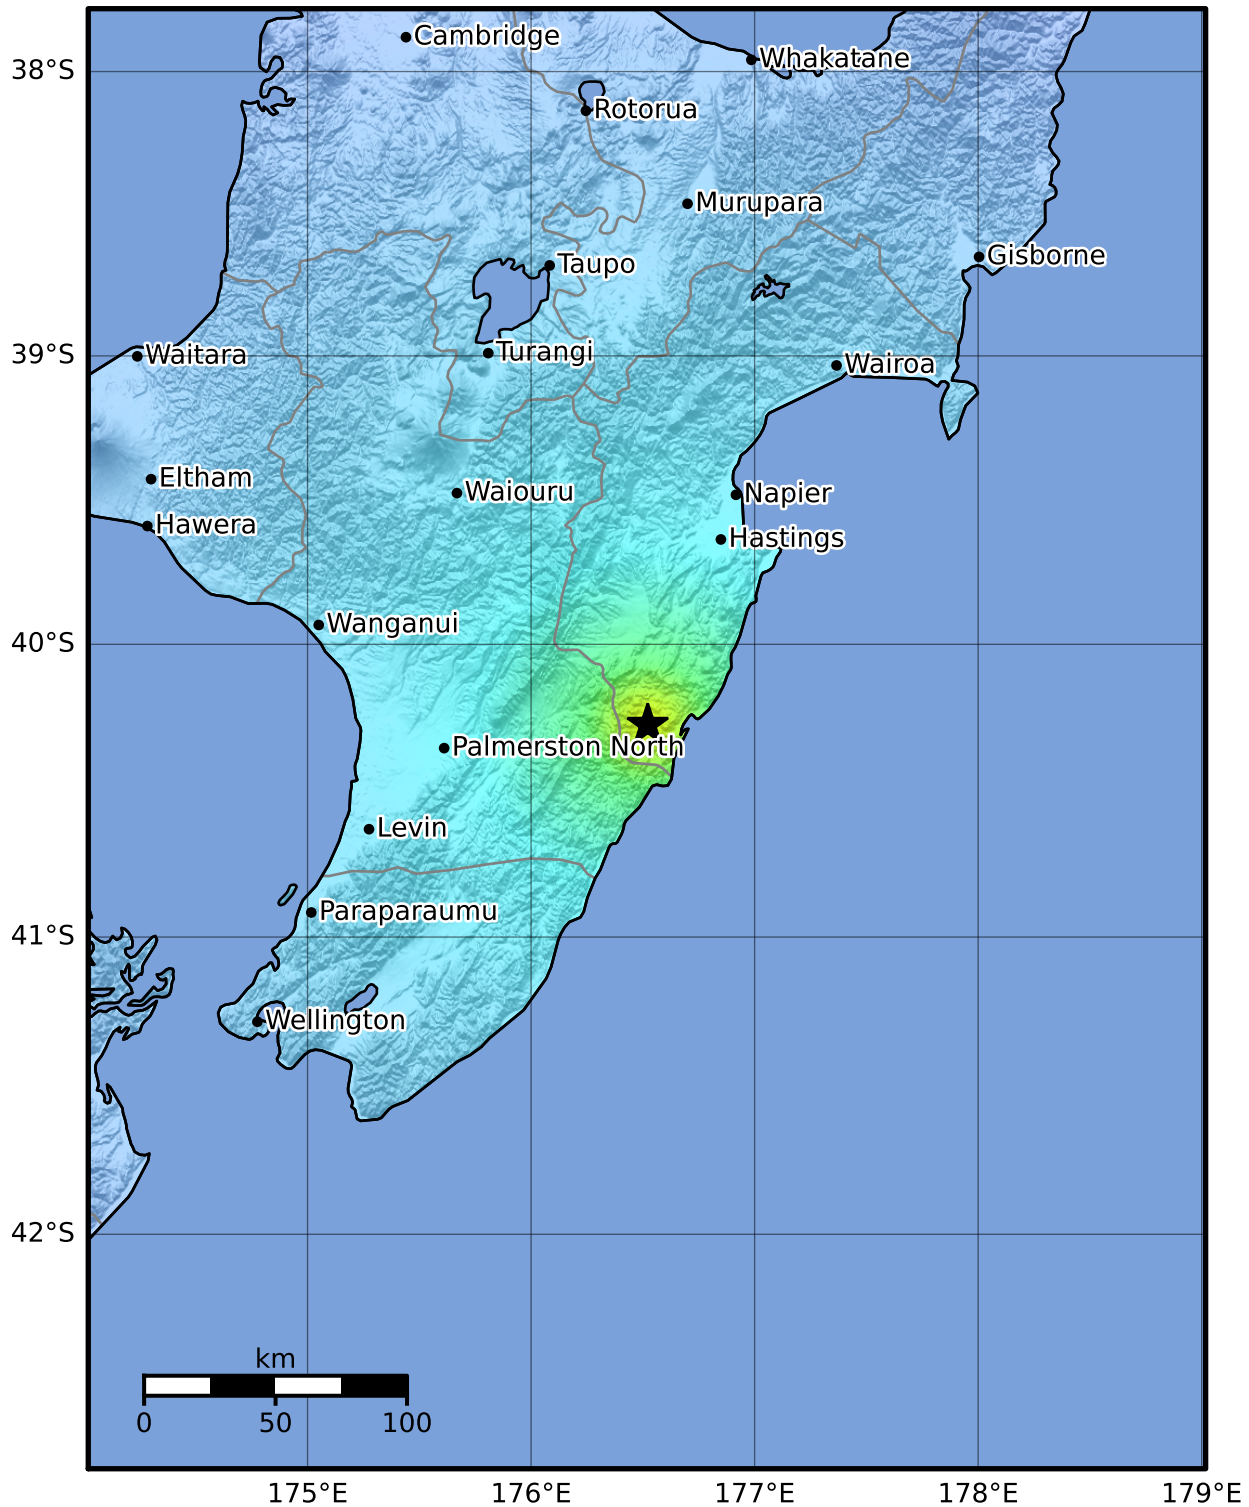 Cambridge
Whakatane
38°S
Rotorua
Murupara
Gisborne
Taupo
Turangi
39°S
Waitara
Wairoa
Eltham
Waiouru
Napier
Hawera
Hastings
Wanganui
40°S
Palmerston North
Levin
Paraparaumu
41°S
Wellington
42°S
km
0 50 100
175°E 176°E 177°E 178°E 179°E